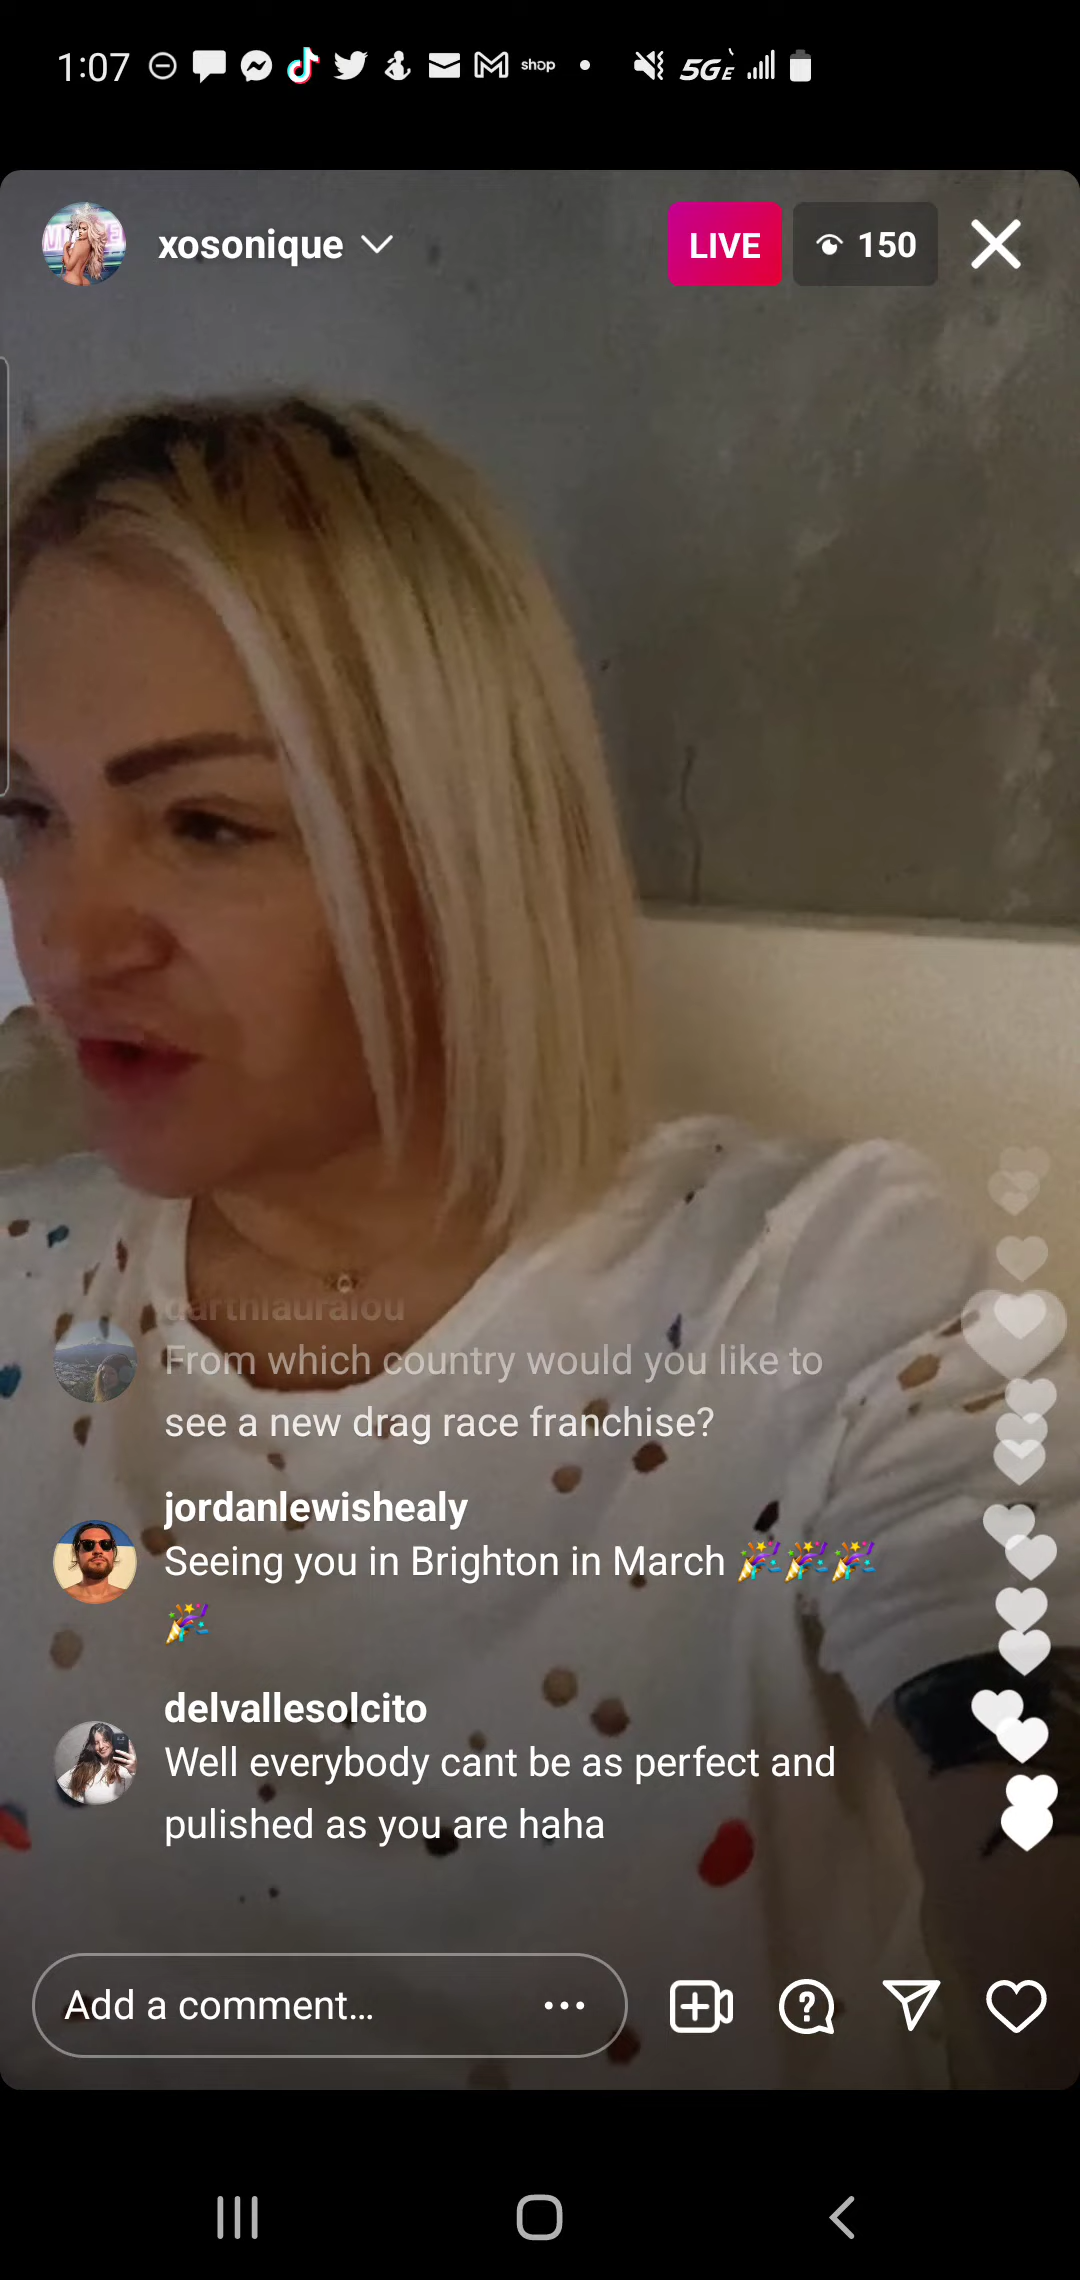 1:07 shop 5GE
xosonique LIVE 150
darthlauralou
From which country would you like to
see a new drag race franchise?
jordanlewishealy
Seeing you in Brighton in March 🎉🎉🎉
🎉
delvallesolcito
Well everybody cant be as perfect and
pulished as you are haha
Add a comment...